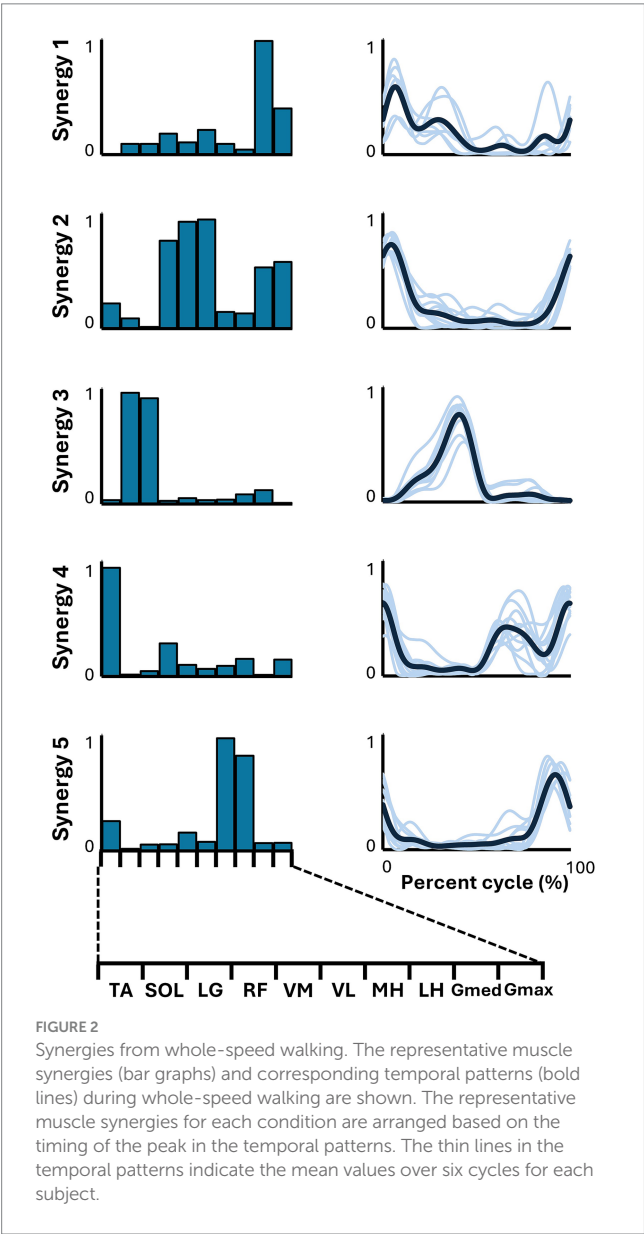 Synergy 1
1
0
1
0
Synergy 2
1
0
1
0
Synergy 3
1
0
1
0
Synergy 4
1
0
1
0
Synergy 5
1
0
1
0
0 100
Percent cycle (%)
TA SOL LG RF VM VL MH LH Gmed Gmax
FIGURE 2
Synergies from whole-speed walking. The representative muscle
synergies (bar graphs) and corresponding temporal patterns (bold
lines) during whole-speed walking are shown. The representative
muscle synergies for each condition are arranged based on the
timing of the peak in the temporal patterns. The thin lines in the
temporal patterns indicate the mean values over six cycles for each
subject.